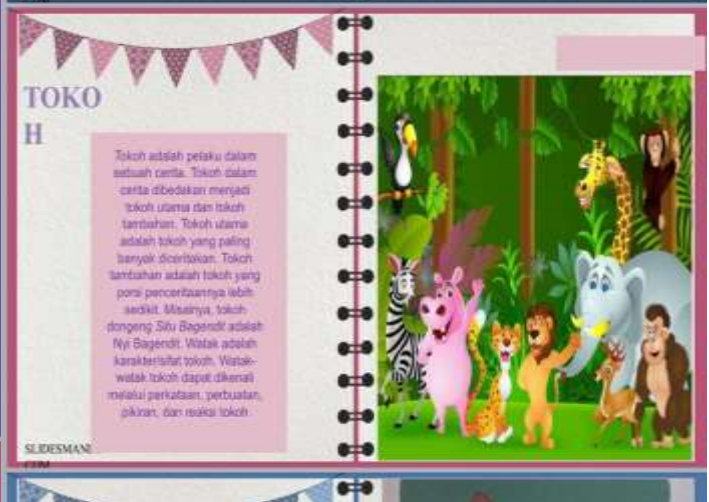 TOKO
H
Tokoh adalah pelaku dalam
sebuah cerita. Tokoh dalam
cerita dibedakan menjadi
tokoh utama dan tokoh
tambahan. Tokoh utama
adalah tokoh yang paling
banyak diceritakan. Tokoh
tambahan adalah tokoh yang
porsi penceritaannya lebih
sedikit. Misalnya, tokoh
dongeng Situ Bagendit adalah
Nyi Bagendit. Watak adalah
karakter/sifat tokoh. Watak-
watak tokoh dapat dikenali
melalui perkataan, perbuatan,
pikiran, dan reaksi tokoh
SLIDESMANI
.COM